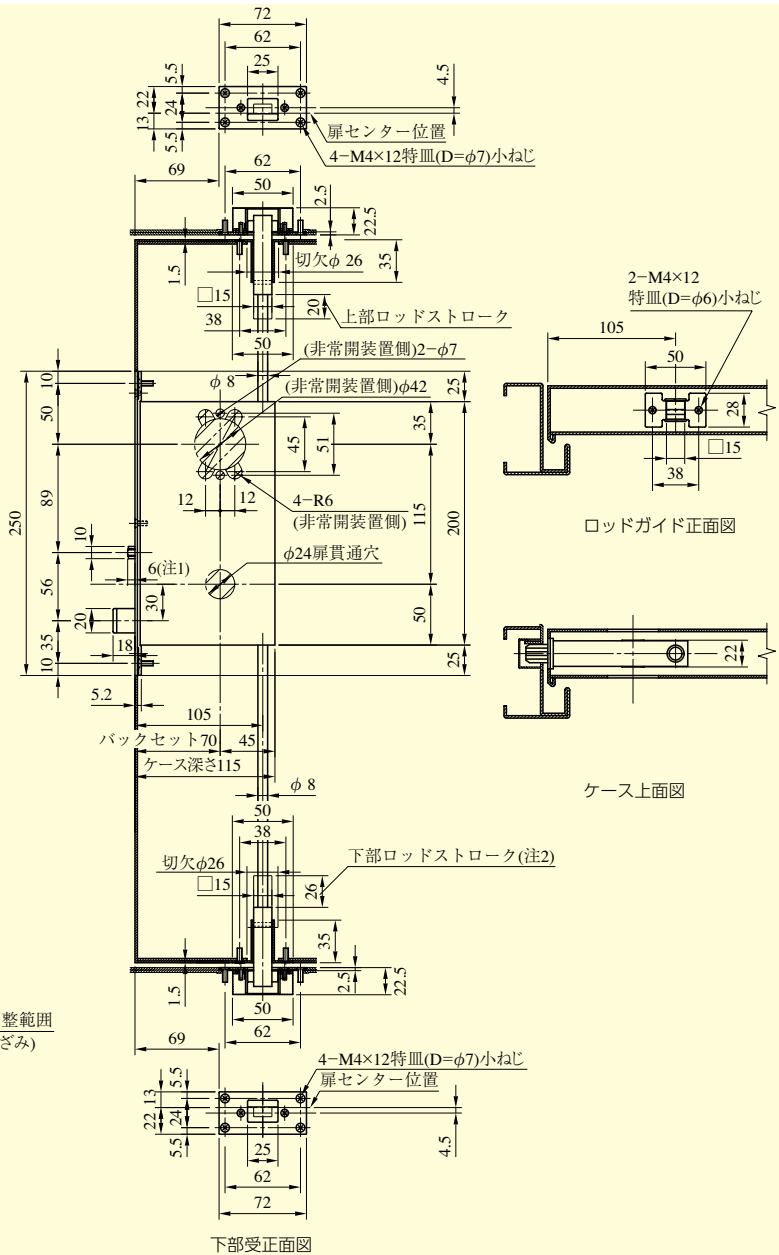 72
62
25
5.5
22
24
13
5.5
4.5
扉センター位置
4−M4×12特皿(D=φ7)小ねじ
69
62
50
2.5
22.5
1.5
切欠φ 26
35
□15
20
38
上部ロッドストローク
50
(非常開装置側)2−φ7
φ 8
(非常開装置側)φ42
10
25
50
35
45
51
12
12
4−R6
(非常開装置側)
89
115
200
250
10
φ24扉貫通穴
6(注1)
56
30
20
50
18
35
10
25
5.2
105
バックセット70
45
ケース深さ115
φ 8
50
38
切欠φ26
下部ロッドストローク(注2)
□15
26
35
1.5
2.5
22.5
50
62
整範囲
ざみ)
69
4−M4×12特皿(D=φ7)小ねじ
扉センター位置
5.5
13
24
22
5.5
4.5
25
62
72
下部受正面図
2−M4×12
特皿(D=φ6)小ねじ
105
50
28
□15
38
ロッドガイド正面図
22
ケース上面図